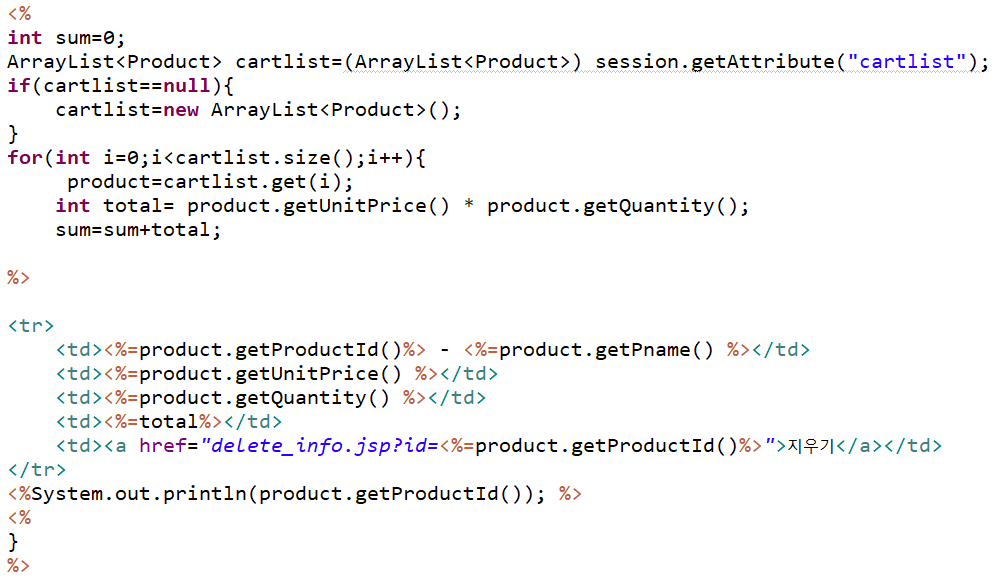 <%
int sum=0;
ArrayList<Product> cartlist=(ArrayList<Product>) session.getAttribute("cartlist");
if(cartlist==null){
    cartlist=new ArrayList<Product>();
}
for(int i=0;i<cartlist.size();i++){
     product=cartlist.get(i);
    int total= product.getUnitPrice() * product.getQuantity();
    sum=sum+total;

%>

<tr>
    <td><%=product.getProductId()%> - <%=product.getPname() %></td>
    <td><%=product.getUnitPrice() %></td>
    <td><%=product.getQuantity() %></td>
    <td><%=total%></td>
    <td><a href="delete_info.jsp?id=<%=product.getProductId()%>">지우기</a></td>
</tr>
<%System.out.println(product.getProductId()); %>
<%
}
%>